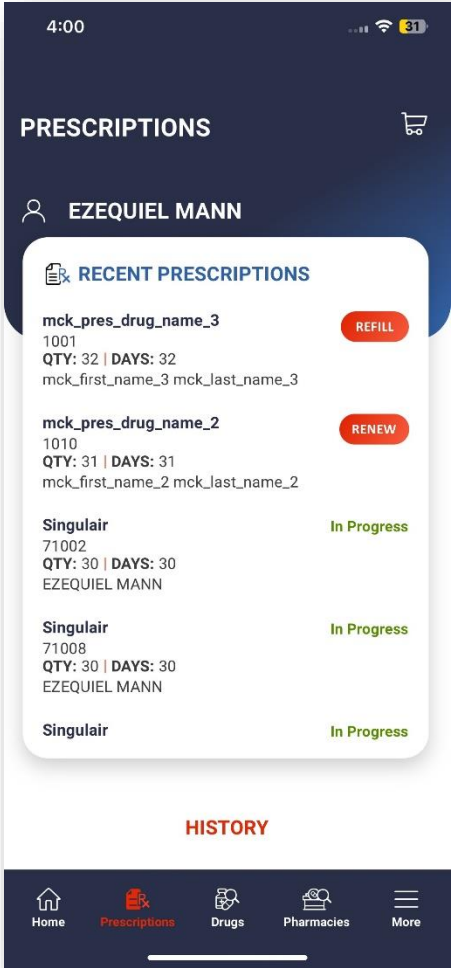 4:00
31
PRESCRIPTIONS
EZEQUIEL MANN
Rx RECENT PRESCRIPTIONS
mck_pres_drug_name_3
REFILL
1001
QTY: 32 | DAYS: 32
mck_first_name_3 mck_last_name_3
mck_pres_drug_name_2
RENEW
1010
QTY: 31 | DAYS: 31
mck_first_name_2 mck_last_name_2
Singulair
In Progress
71002
QTY: 30 | DAYS: 30
EZEQUIEL MANN
Singulair
In Progress
71008
QTY: 30 | DAYS: 30
EZEQUIEL MANN
Singulair
In Progress
HISTORY
Home
Prescriptions
Drugs
Pharmacies
More